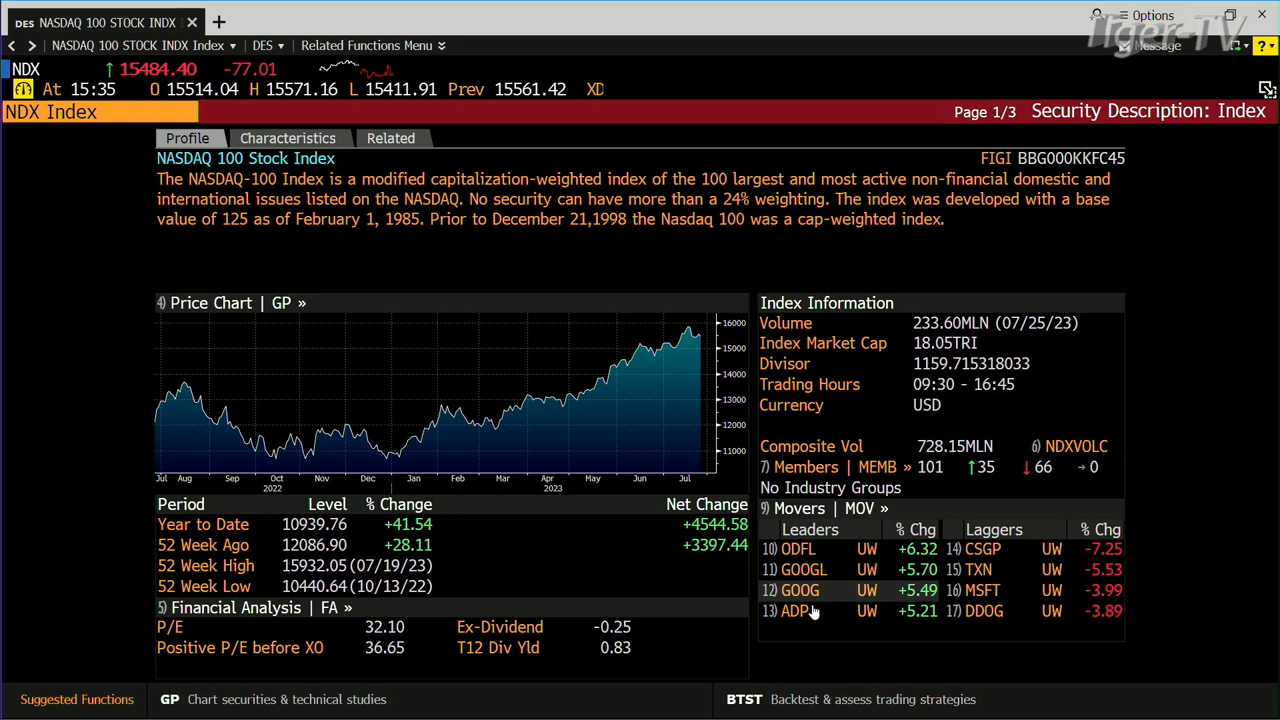 DES NASDAQ 100 STOCK INDX × +
Options
Tiger-TV
< > NASDAQ 100 STOCK INDX Index ▾ DES ▾ Related Functions Menu
Message
?
NDX ↑ 15484.40 -77.01
At 15:35 O 15514.04 H 15571.16 L 15411.91 Prev 15561.42 XD
NDX Index Page 1/3 Security Description: Index
Profile Characteristics Related
NASDAQ 100 Stock Index FIGI BBG000KKFC45
The NASDAQ-100 Index is a modified capitalization-weighted index of the 100 largest and most active non-financial domestic and
international issues listed on the NASDAQ. No security can have more than a 24% weighting. The index was developed with a base
value of 125 as of February 1, 1985. Prior to December 21,1998 the Nasdaq 100 was a cap-weighted index.
4) Price Chart | GP »
16000
15000
14000
13000
12000
11000
Jul Aug Sep Oct Nov Dec Jan Feb Mar Apr May Jun Jul
2022 2023
Period Level % Change Net Change
Year to Date 10939.76 +41.54 +4544.58
52 Week Ago 12086.90 +28.11 +3397.44
52 Week High 15932.05 (07/19/23)
52 Week Low 10440.64 (10/13/22)
5) Financial Analysis | FA »
P/E 32.10 Ex-Dividend -0.25
Positive P/E before XO 36.65 T12 Div Yld 0.83
Index Information
Volume 233.60MLN (07/25/23)
Index Market Cap 18.05TRI
Divisor 1159.715318033
Trading Hours 09:30 - 16:45
Currency USD
Composite Vol 728.15MLN 6) NDXVOLC
7) Members | MEMB » 101 ↑35 ↓66 →0
No Industry Groups
9) Movers | MOV »
Leaders % Chg Laggers % Chg
10) ODFL UW +6.32 14) CSGP UW -7.25
11) GOOGL UW +5.70 15) TXN UW -5.53
12) GOOG UW +5.49 16) MSFT UW -3.99
13) ADP UW +5.21 17) DDOG UW -3.89
Suggested Functions GP Chart securities & technical studies BTST Backtest & assess trading strategies